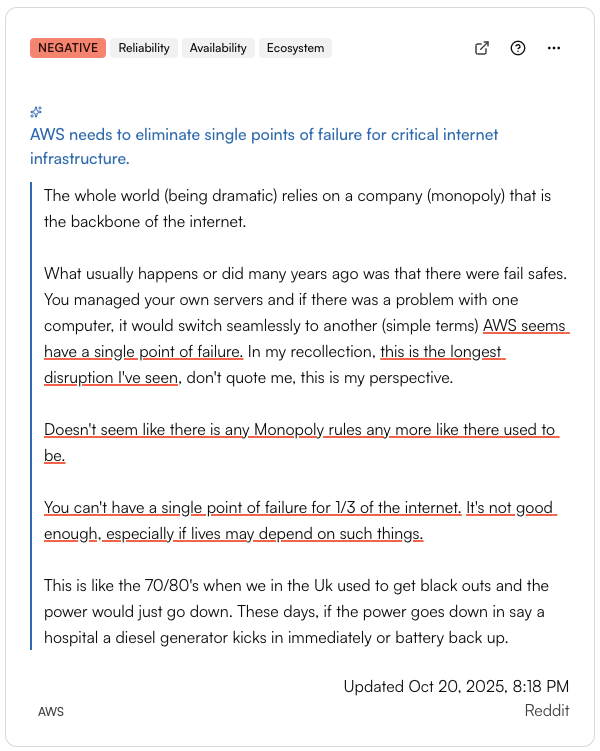 NEGATIVE Reliability Availability Ecosystem
AWS needs to eliminate single points of failure for critical internet
infrastructure.
The whole world (being dramatic) relies on a company (monopoly) that is
the backbone of the internet.
What usually happens or did many years ago was that there were fail safes.
You managed your own servers and if there was a problem with one
computer, it would switch seamlessly to another (simple terms) AWS seems
have a single point of failure. In my recollection, this is the longest
disruption I've seen, don't quote me, this is my perspective.
Doesn't seem like there is any Monopoly rules any more like there used to
be.
You can't have a single point of failure for 1/3 of the internet. It's not good
enough, especially if lives may depend on such things.
This is like the 70/80's when we in the Uk used to get black outs and the
power would just go down. These days, if the power goes down in say a
hospital a diesel generator kicks in immediately or battery back up.
Updated Oct 20, 2025, 8:18 PM
AWS Reddit